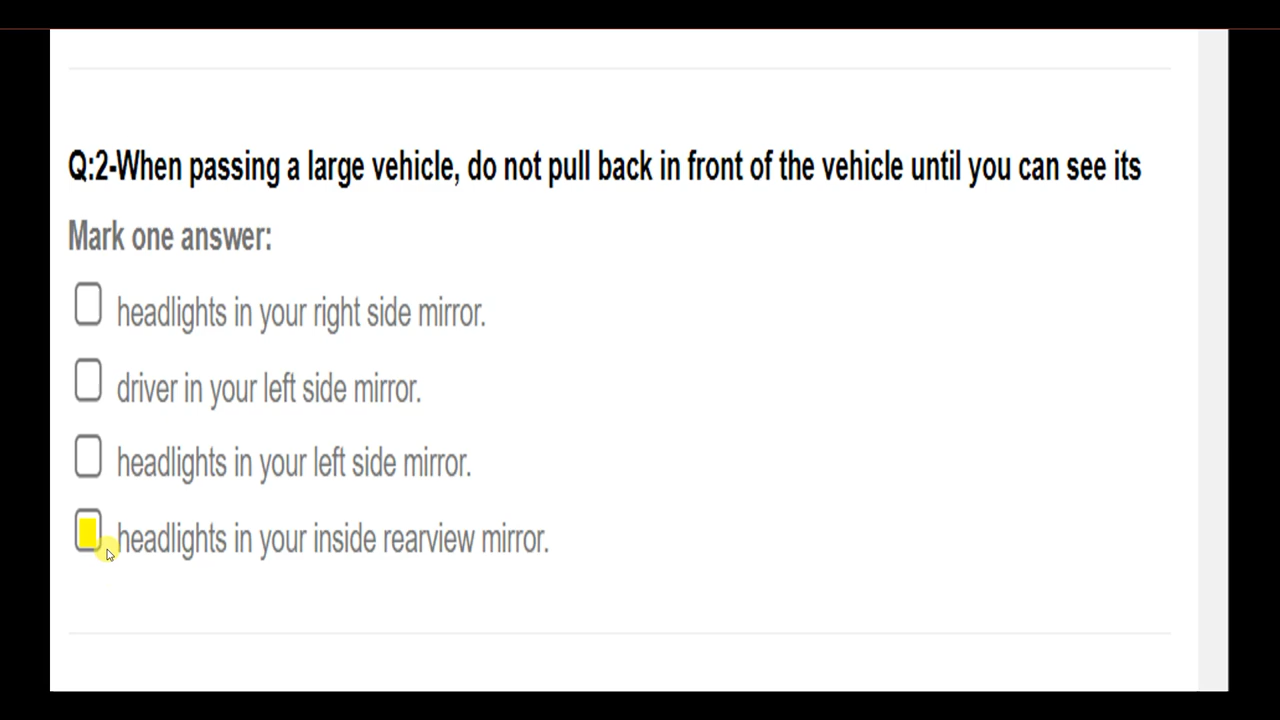 Q:2-When passing a large vehicle, do not pull back in front of the vehicle until you can see its
Mark one answer:
headlights in your right side mirror.
driver in your left side mirror.
headlights in your left side mirror.
headlights in your inside rearview mirror.